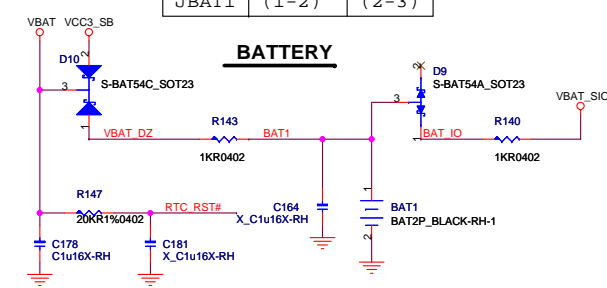 JBAT1 (1-2) (2-3)
VBAT VCC3_SB
BATTERY
D10
2
3
1
S-BAT54C_SOT23
D9
2
3
1
S-BAT54A_SOT23
VBAT_SIO
VBAT_DZ
R143
1KR0402
BAT1
BAT_IO
R140
1KR0402
R147
20KR1%0402
RTC_RST#
C164
X_C1u16X-RH
1
2
BAT1
BAT2P_BLACK-RH-1
C178
C1u16X-RH
C181
X_C1u16X-RH